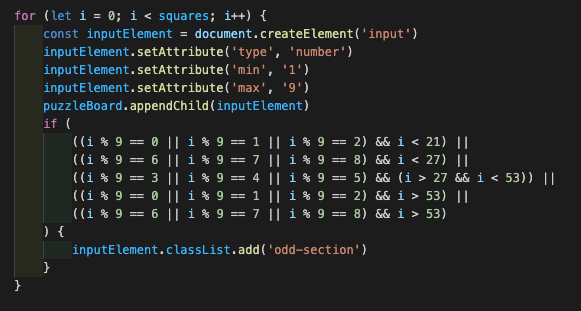 for (let i = 0; i < squares; i++) {
    const inputElement = document.createElement('input')
    inputElement.setAttribute('type', 'number')
    inputElement.setAttribute('min', '1')
    inputElement.setAttribute('max', '9')
    puzzleBoard.appendChild(inputElement)
    if (
        ((i % 9 == 0 || i % 9 == 1 || i % 9 == 2) && i < 21) ||
        ((i % 9 == 6 || i % 9 == 7 || i % 9 == 8) && i < 27) ||
        ((i % 9 == 3 || i % 9 == 4 || i % 9 == 5) && (i > 27 && i < 53)) ||
        ((i % 9 == 0 || i % 9 == 1 || i % 9 == 2) && i > 53) ||
        ((i % 9 == 6 || i % 9 == 7 || i % 9 == 8) && i > 53)
    ) {
        inputElement.classList.add('odd-section')
    }
}